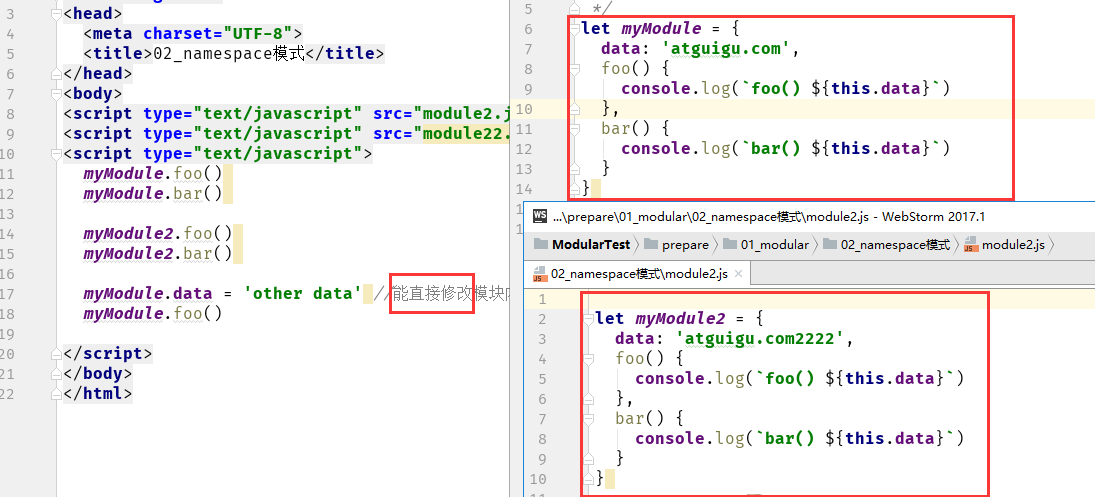 3 <head>
4 <meta charset="UTF-8">
5 <title>02_namespace模式</title>
6 </head>
7 <body>
8 <script type="text/javascript" src="module2.j
9 <script type="text/javascript" src="module22.
10 <script type="text/javascript">
11 myModule.foo()
12 myModule.bar()
13
14 myModule2.foo()
15 myModule2.bar()
16
17 myModule.data = 'other data' //能直接修改模块
18 myModule.foo()
19
20 </script>
21 </body>
22 </html>
5 */
6 let myModule = {
7 data: 'atguigu.com',
8 foo() {
9 console.log(`foo() ${this.data}`)
10 },
11 bar() {
12 console.log(`bar() ${this.data}`)
13 }
14 }
WS ...\prepare\01_modular\02_namespace模式\module2.js - WebStorm 2017.1
ModularTest prepare 01_modular 02_namespace模式 module2.js
02_namespace模式\module2.js
1
2 let myModule2 = {
3 data: 'atguigu.com2222',
4 foo() {
5 console.log(`foo() ${this.data}`)
6 },
7 bar() {
8 console.log(`bar() ${this.data}`)
9 }
10 }